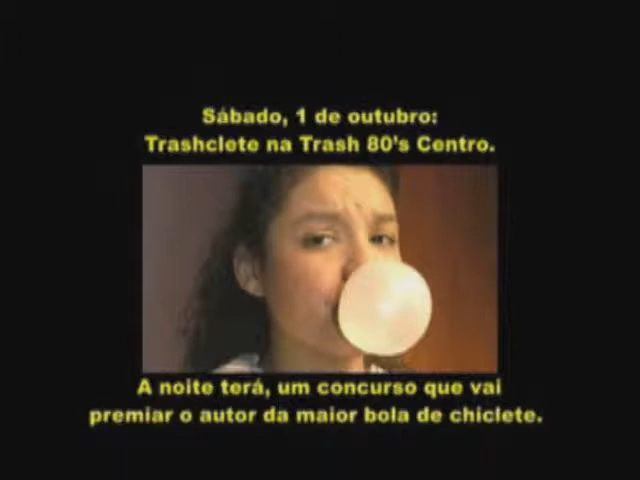 Sábado, 1 de outubro:
Trashclete na Trash 80's Centro.
A noite terá, um concurso que vai
premiar o autor da maior bola de chiclete.